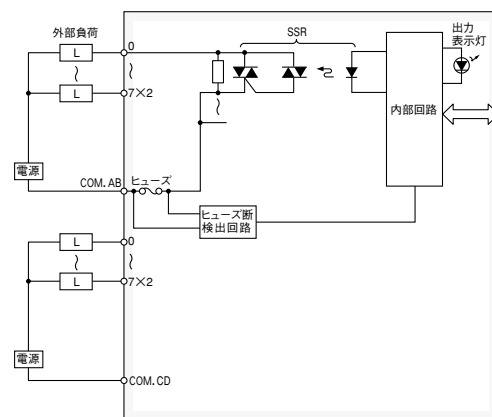 外部負荷
L
0
L
7×2
電源
COM.AB
ヒューズ
SSR
出力
表示灯
内部回路
ヒューズ断
検出回路
L
0
L
7×2
電源
COM.CD